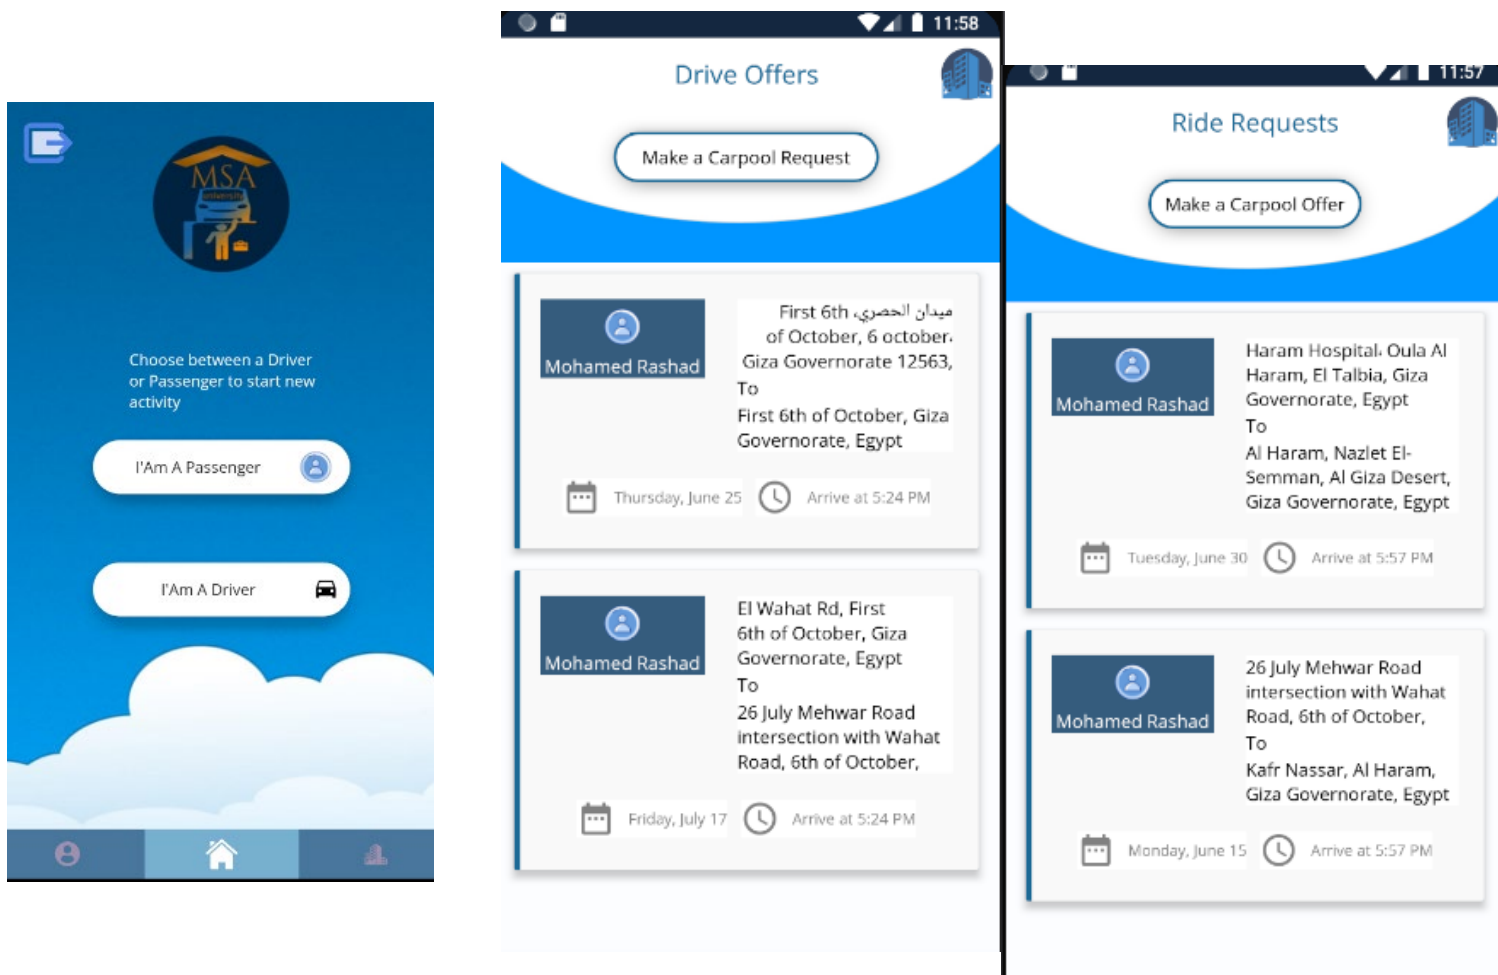 MSA
university
Choose between a Driver
or Passenger to start new
activity
I'Am A Passenger
I'Am A Driver
11:58
Drive Offers
Make a Carpool Request
Mohamed Rashad
ميدان الحصري، First 6th
of October, 6 october،
Giza Governorate 12563,
To
First 6th of October, Giza
Governorate, Egypt
Thursday, June 25
Arrive at 5:24 PM
Mohamed Rashad
El Wahat Rd, First
6th of October, Giza
Governorate, Egypt
To
26 July Mehwar Road
intersection with Wahat
Road, 6th of October,
Friday, July 17
Arrive at 5:24 PM
11:57
Ride Requests
Make a Carpool Offer
Mohamed Rashad
Haram Hospital، Oula Al
Haram, El Talbia, Giza
Governorate, Egypt
To
Al Haram, Nazlet El-
Semman, Al Giza Desert,
Giza Governorate, Egypt
Tuesday, June 30
Arrive at 5:57 PM
Mohamed Rashad
26 July Mehwar Road
intersection with Wahat
Road, 6th of October,
To
Kafr Nassar, Al Haram,
Giza Governorate, Egypt
Monday, June 15
Arrive at 5:57 PM